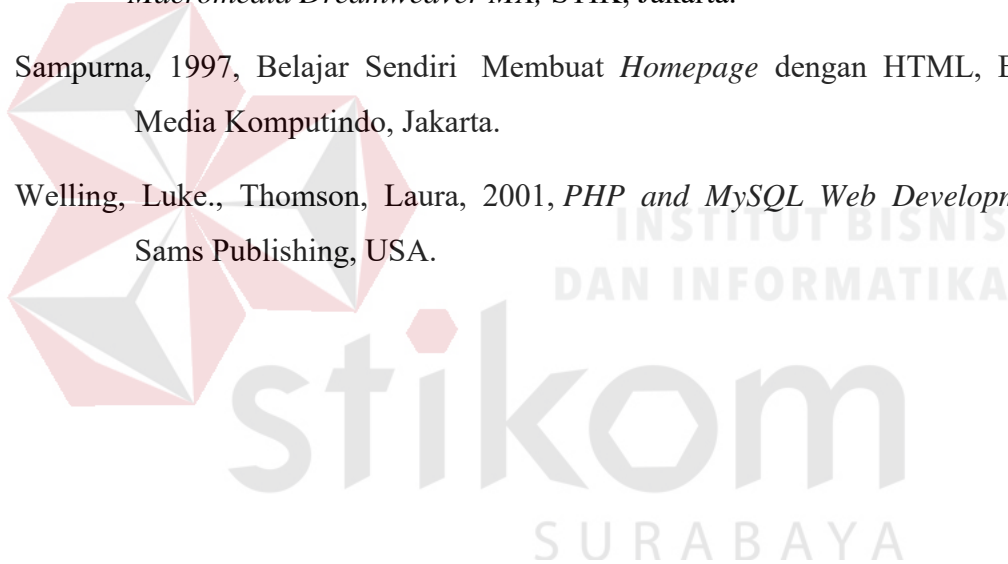 Macromedia Dreamweaver MX, STIK, Jakarta.
Sampurna, 1997, Belajar Sendiri Membuat Homepage dengan HTML,
Media Komputindo, Jakarta.
Welling, Luke., Thomson, Laura, 2001, PHP and MySQL Web Developm
Sams Publishing, USA.
INSTITUT BISNIS
DAN INFORMATIKA
stikom
SURABAYA